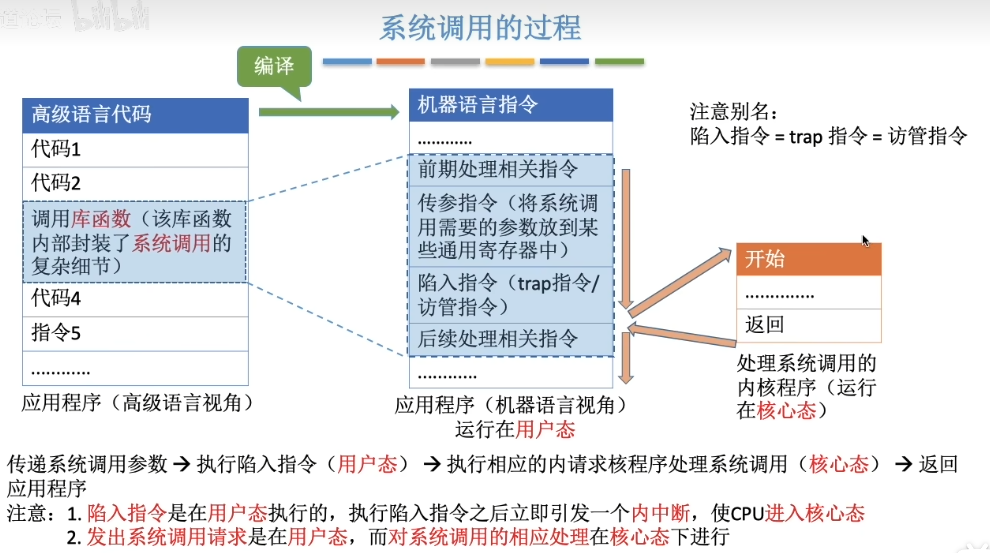 系统调用的过程
编译
高级语言代码
代码1
代码2
调用库函数（该库函数
内部封装了系统调用的
复杂细节）
代码4
指令5
…………
应用程序（高级语言视角）
机器语言指令
…………
前期处理相关指令
传参指令（将系统调
用需要的参数放到某
些通用寄存器中）
陷入指令（trap指令/
访管指令）
后续处理相关指令
…………
应用程序（机器语言视角）
运行在用户态
注意别名：
陷入指令 = trap 指令 = 访管指令
开始
…………..
返回
处理系统调用的
内核程序（运行
在核心态）
传递系统调用参数 → 执行陷入指令（用户态） → 执行相应的内请求核程序处理系统调用（核心态） → 返回
应用程序
注意：1. 陷入指令是在用户态执行的，执行陷入指令之后立即引发一个内中断，使CPU进入核心态
2. 发出系统调用请求是在用户态，而对系统调用的相应处理在核心态下进行